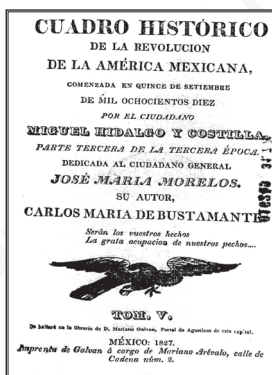 CUADRO HISTÓRICO
DE LA REVOLUCION
DE LA AMÉRICA MEXICANA,
COMENZADA EN QUINCE DE SETIEMBRE
DE MIL OCHOCIENTOS DIEZ
POR EL CIUDADANO
MIGUEL HIDALGO Y COSTILLA,
PARTE TERCERA DE LA TERCERA ÉPOCA
DEDICADA AL CIUDADANO GENERAL
JOSÉ MARIA MORELOS.
SU AUTOR,
CARLOS MARIA DE BUSTAMANTE
Serán los vuestros hechos
La grata ocupacion de nuestros pechos....
TOM. V.
Se hallará en la librería de D. Mariano Galvan, Portal de Agustinos de esta capital.
MÉXICO: 1827.
Imprenta de Galvan á cargo de Mariano Arévalo, calle de
Cadena núm. 2.